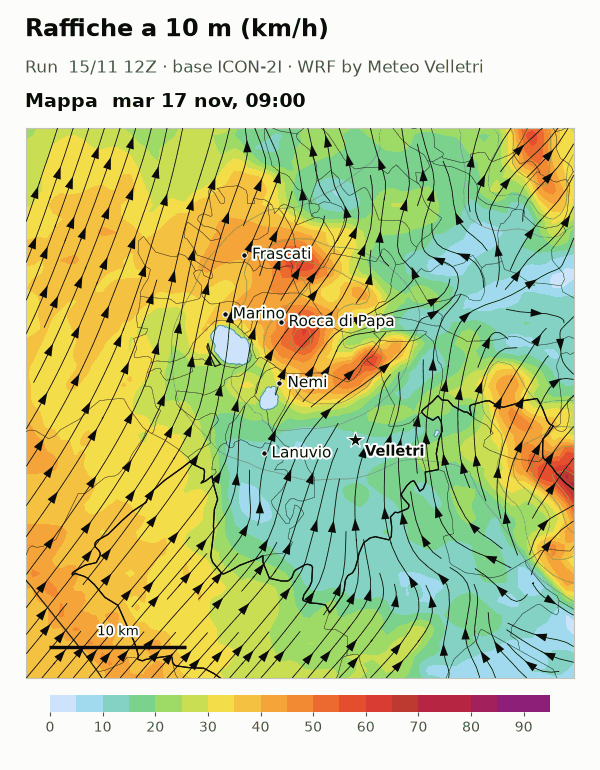 Raffiche a 10 m (km/h)
Run  15/11 12Z · base ICON-2I · WRF by Meteo Velletri
Mappa  mar 17 nov, 09:00
Frascati
Marino
Rocca di Papa
Nemi
Velletri
Lanuvio
10 km
0 10 20 30 40 50 60 70 80 90